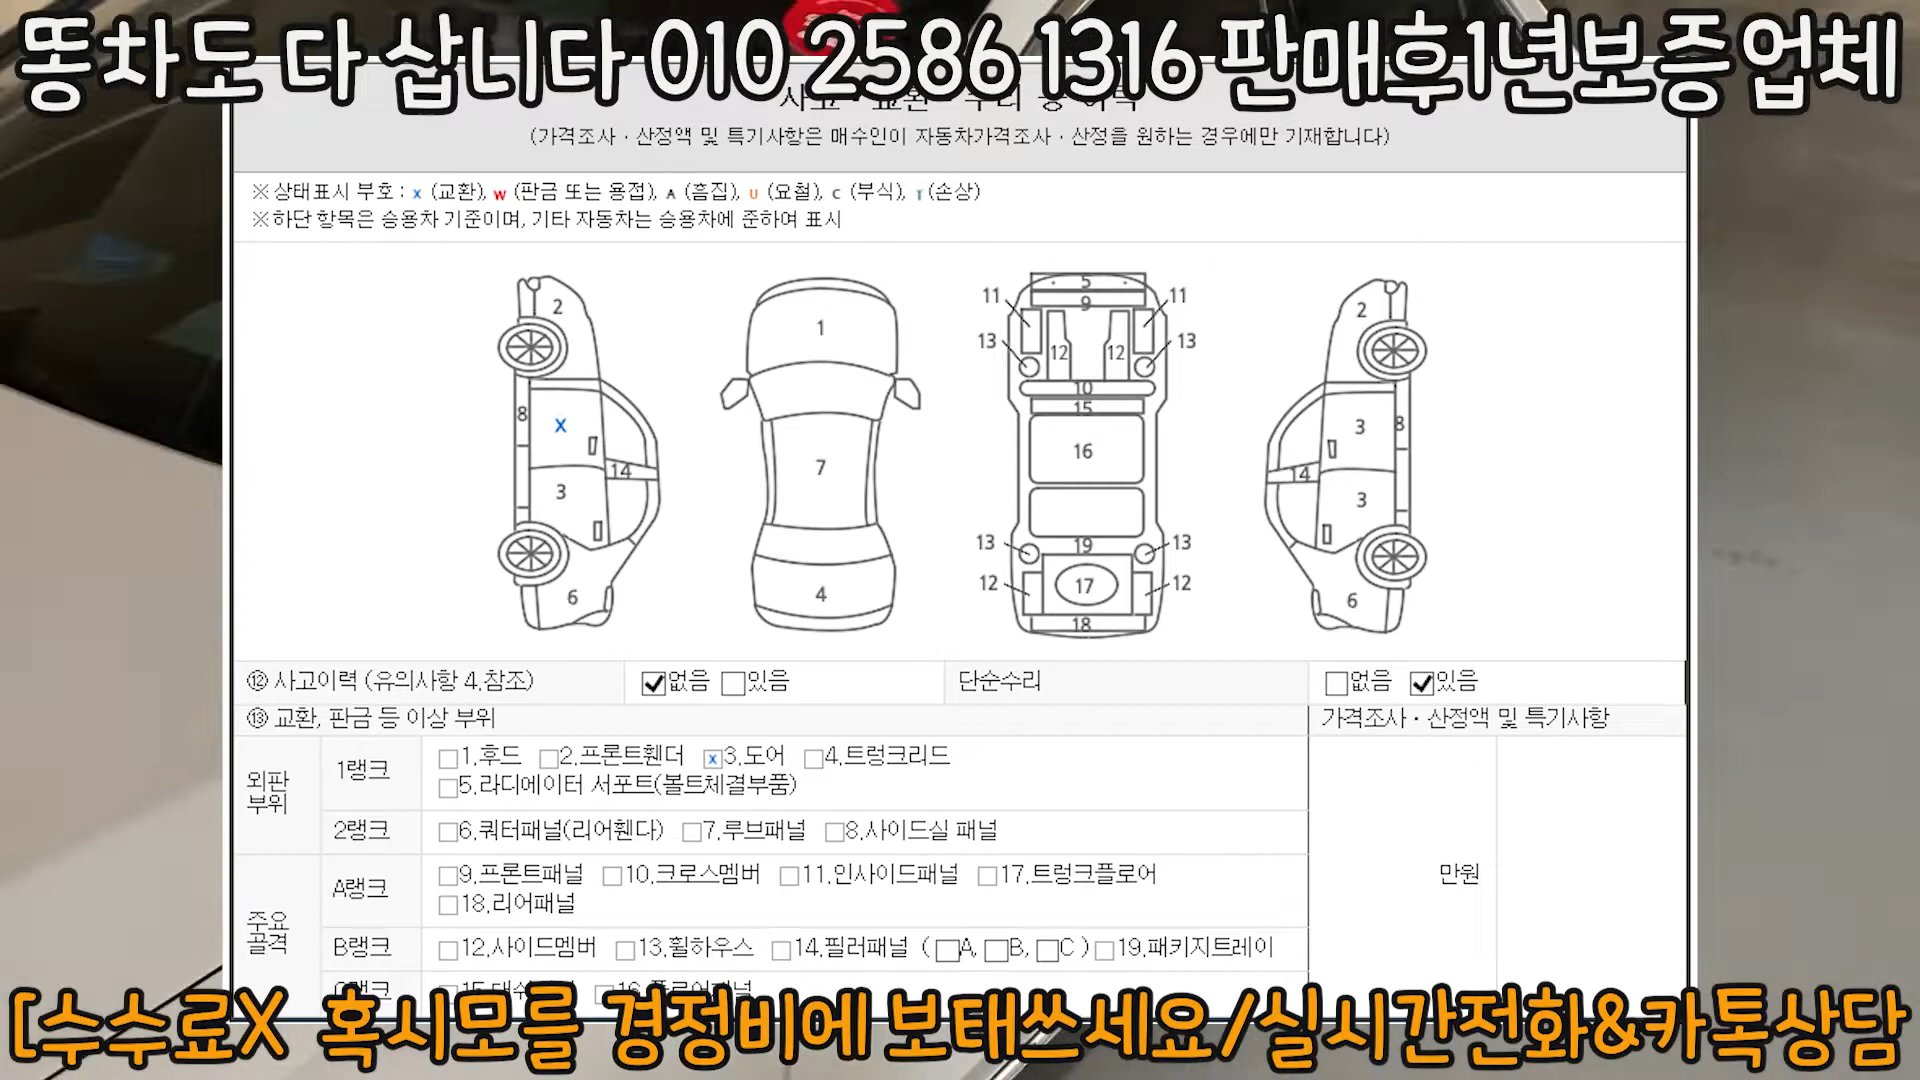 똥차도 다 삽니다 010 2586 1316 판매후1년보증업체
(가격조사 · 산정액 및 특기사항은 매수인이 자동차가격조사 · 산정을 원하는 경우에만 기재합니다)
※ 상태표시 부호 : X (교환), W (판금 또는 용접), A (흠집), U (요철), C (부식), T (손상)
※ 하단 항목은 승용차 기준이며, 기타 자동차는 승용차에 준하여 표시
2 8 X 14 3 6
1 7 4
5 9 11 11 13 13 12 12 10 15 16 19 13 13 12 12 17 18
2 3 8 14 3 6
⑫ 사고이력 (유의사항 4.참조) 없음 있음 단순수리 없음 있음
⑬ 교환, 판금 등 이상 부위 가격조사 · 산정액 및 특기사항
외판 부위 1랭크 1.후드 2.프론트휀더 X 3.도어 4.트렁크리드
5.라디에이터 서포트(볼트체결부품)
2랭크 6.쿼터패널(리어휀다) 7.루브패널 8.사이드실 패널
주요 골격 A랭크 9.프론트패널 10.크로스멤버 11.인사이드패널 17.트렁크플로어
18.리어패널
만원
B랭크 12.사이드멤버 13.휠하우스 14.필러패널 ( A, B, C ) 19.패키지트레이
[수수료X 혹시모를 경정비에 보태쓰세요/실시간전화&카톡상담